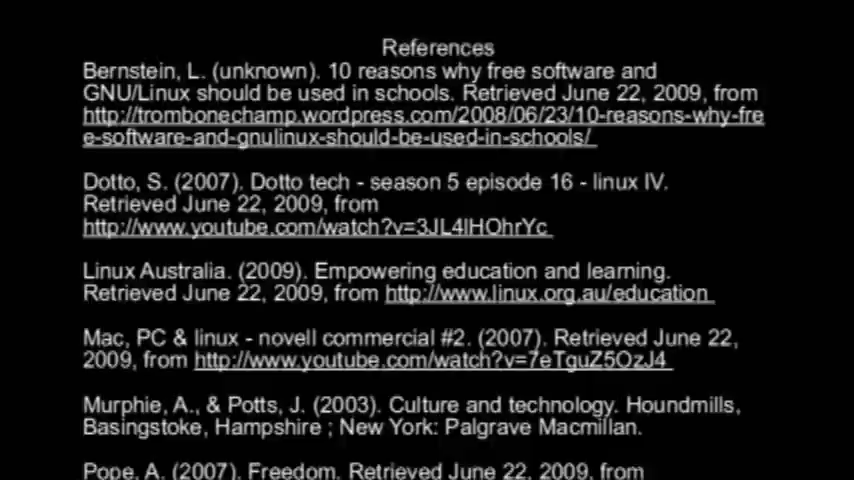 References
Bernstein, L. (unknown). 10 reasons why free software and
GNU/Linux should be used in schools. Retrieved June 22, 2009, from
http://trombonechamp.wordpress.com/2008/06/23/10-reasons-why-fre
e-software-and-gnulinux-should-be-used-in-schools/
Dotto, S. (2007). Dotto tech - season 5 episode 16 - linux IV.
Retrieved June 22, 2009, from
http://www.youtube.com/watch?v=3JL4lHOhrYc
Linux Australia. (2009). Empowering education and learning.
Retrieved June 22, 2009, from http://www.linux.org.au/education
Mac, PC & linux - novell commercial #2. (2007). Retrieved June 22,
2009, from http://www.youtube.com/watch?v=7eTguZ5OzJ4
Murphie, A., & Potts, J. (2003). Culture and technology. Houndmills,
Basingstoke, Hampshire ; New York: Palgrave Macmillan.
Pope, A. (2007). Freedom. Retrieved June 22, 2009, from